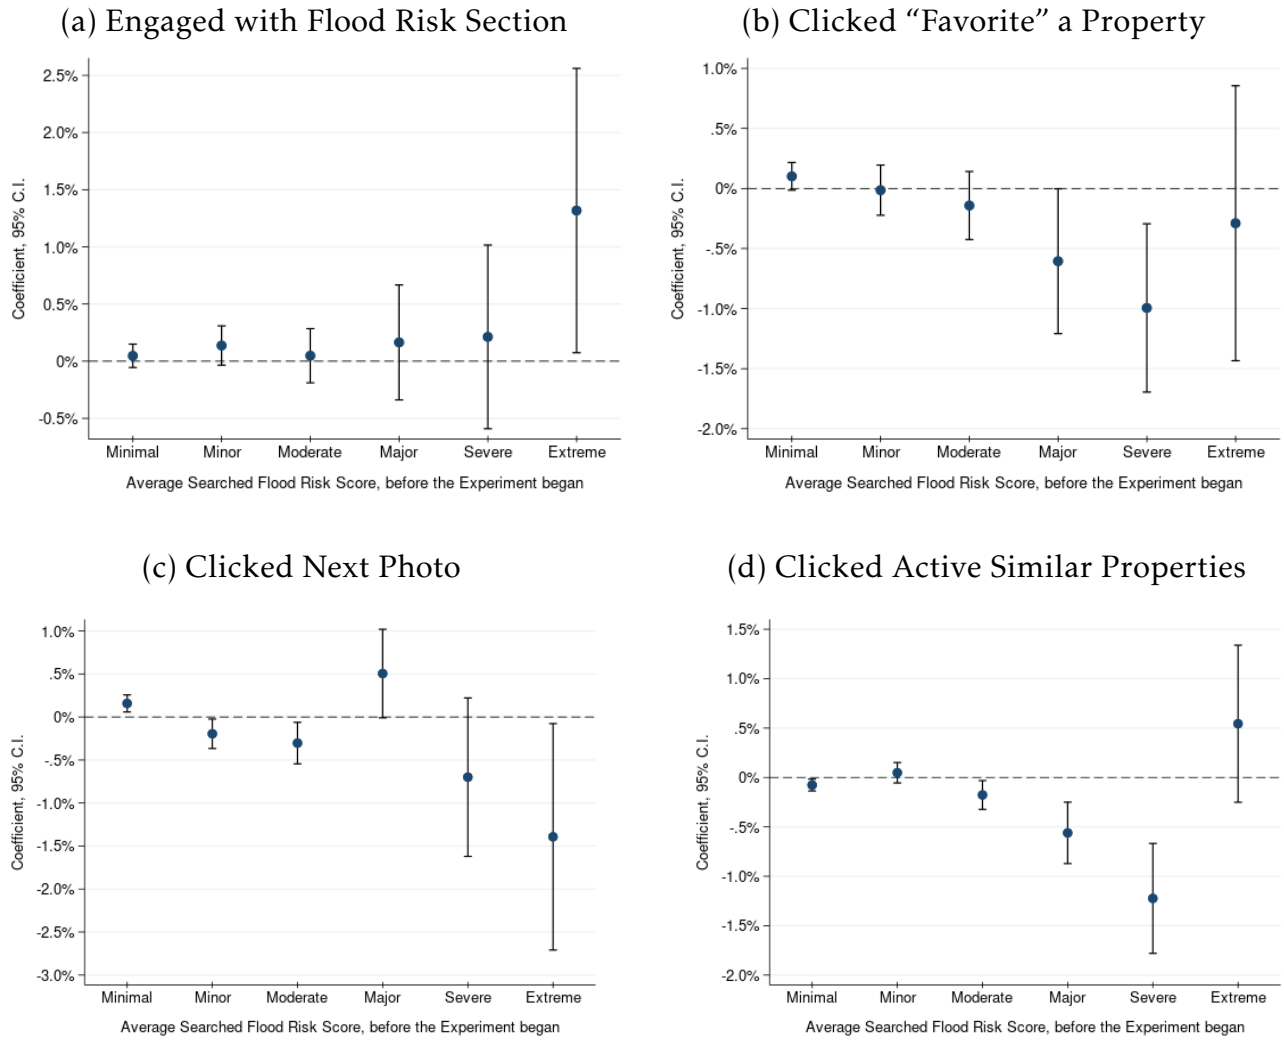 (a) Engaged with Flood Risk Section
2.5%
2.0%
1.5%
1.0%
0.5%
0%
-0.5%
Coefficient, 95% C.I.
Minimal Minor Moderate Major Severe Extreme
Average Searched Flood Risk Score, before the Experiment began
(b) Clicked “Favorite” a Property
1.0%
.5%
0%
-.5%
-1.0%
-1.5%
-2.0%
Coefficient, 95% C.I.
Minimal Minor Moderate Major Severe Extreme
Average Searched Flood Risk Score, before the Experiment began
(c) Clicked Next Photo
1.0%
.5%
0%
-.5%
-1.0%
-1.5%
-2.0%
-2.5%
-3.0%
Coefficient, 95% C.I.
Minimal Minor Moderate Major Severe Extreme
Average Searched Flood Risk Score, before the Experiment began
(d) Clicked Active Similar Properties
1.5%
1.0%
.5%
0%
-.5%
-1.0%
-1.5%
-2.0%
Coefficient, 95% C.I.
Minimal Minor Moderate Major Severe Extreme
Average Searched Flood Risk Score, before the Experiment began